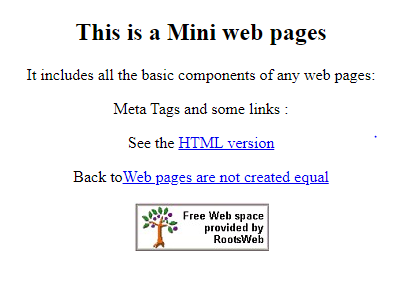 This is a Mini web pages
It includes all the basic components of any web pages:
Meta Tags and some links :
See the HTML version
Back toWeb pages are not created equal
Free Web space
provided by
RootsWeb